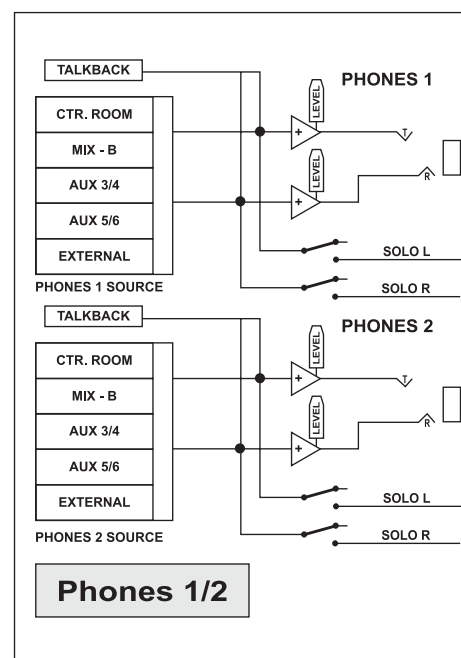 TALKBACK
PHONES 1
LEVEL
CTR. ROOM
MIX - B
AUX 3/4
AUX 5/6
EXTERNAL
+
T
LEVEL
+
R
SOLO L
SOLO R
PHONES 1 SOURCE
TALKBACK
PHONES 2
LEVEL
CTR. ROOM
MIX - B
AUX 3/4
AUX 5/6
EXTERNAL
+
T
LEVEL
+
R
SOLO L
SOLO R
PHONES 2 SOURCE
Phones 1/2